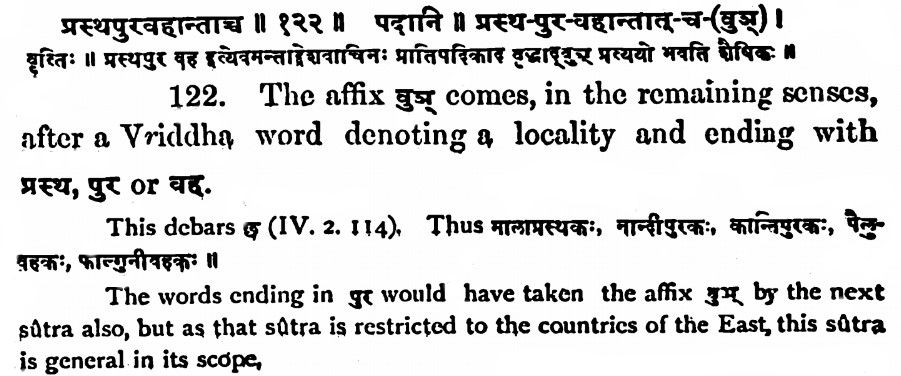 प्रस्थपुरवहान्ताच्च ॥ १२२ ॥ पदानि ॥ प्रस्थ-पुर-वहान्तात्-च-(वुञ्) ।
वृत्तिः ॥ प्रस्थपुर वह इत्येवमन्ताद्देशवाचिनः प्रातिपदिकाद् वृद्धाद्वुञ् प्रत्ययो भवति शैषिकः ॥
122. The affix वुञ् comes, in the remaining senses,
after a Vriddha word denoting a locality and ending with
प्रस्थ, पुर or वह.
This debars छ (IV. 2. 114). Thus मालाप्रस्थकः, नान्दीपुरकः, कान्तिपुरकः, पैलु-
वहकः, फाल्गुनीवहकः ॥
The words ending in पुर would have taken the affix वुञ् by the next
sûtra also, but as that sûtra is restricted to the countries of the East, this sûtra
is general in its scope,